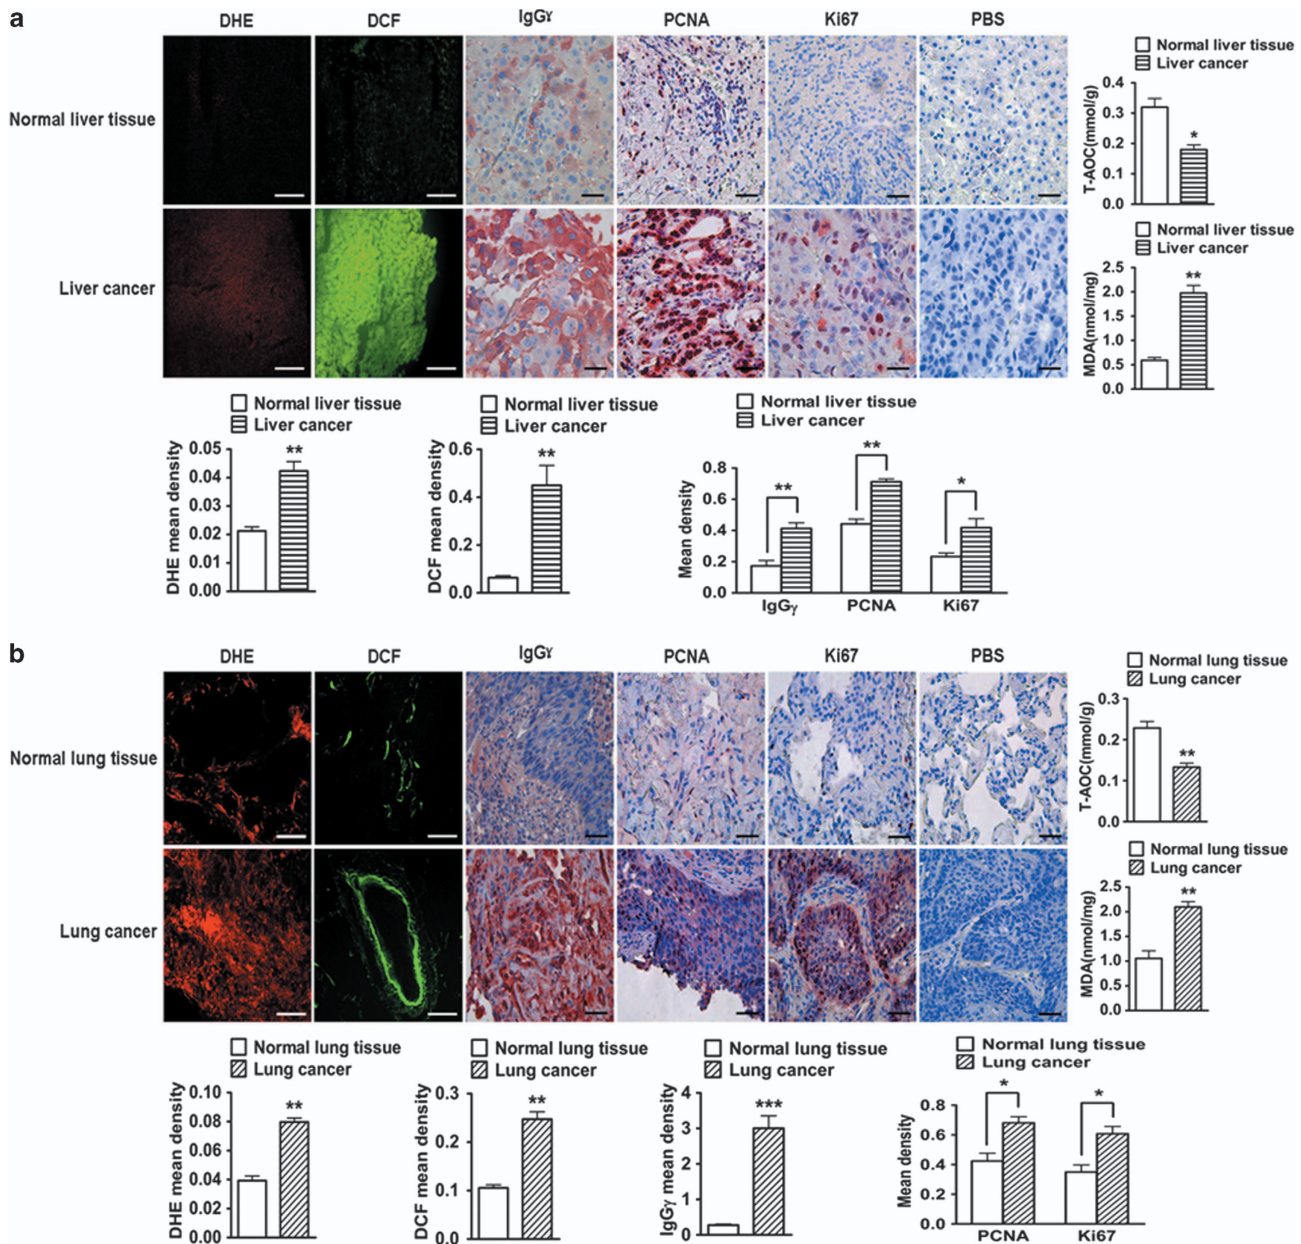 a
DHE DCF IgGγ PCNA Ki67 PBS
Normal liver tissue
Liver cancer
Normal liver tissue
Liver cancer
T-AOC(mmol/g)
0.4
0.3
0.2
0.1
0.0
*
Normal liver tissue
Liver cancer
MDA(nmol/mg)
2.5
2.0
1.5
1.0
0.5
0.0
**
Normal liver tissue
Liver cancer
DHE mean density
0.05
0.04
0.03
0.02
0.01
0.00
**
Normal liver tissue
Liver cancer
DCF mean density
0.6
0.4
0.2
0.0
**
Normal liver tissue
Liver cancer
Mean density
0.8
0.6
0.4
0.2
0.0
** ** *
IgGγ PCNA Ki67
b
DHE DCF IgGγ PCNA Ki67 PBS
Normal lung tissue
Lung cancer
Normal lung tissue
Lung cancer
T-AOC(mmol/g)
0.3
0.2
0.1
0.0
**
Normal lung tissue
Lung cancer
MDA(nmol/mg)
2.5
2.0
1.5
1.0
0.5
0.0
**
Normal lung tissue
Lung cancer
DHE mean density
0.10
0.08
0.06
0.04
0.02
0.00
**
Normal lung tissue
Lung cancer
DCF mean density
0.3
0.2
0.1
0.0
**
Normal lung tissue
Lung cancer
IgGγ mean density
4
3
2
1
0
***
Normal lung tissue
Lung cancer
Mean density
0.8
0.6
0.4
0.2
0.0
* *
PCNA Ki67